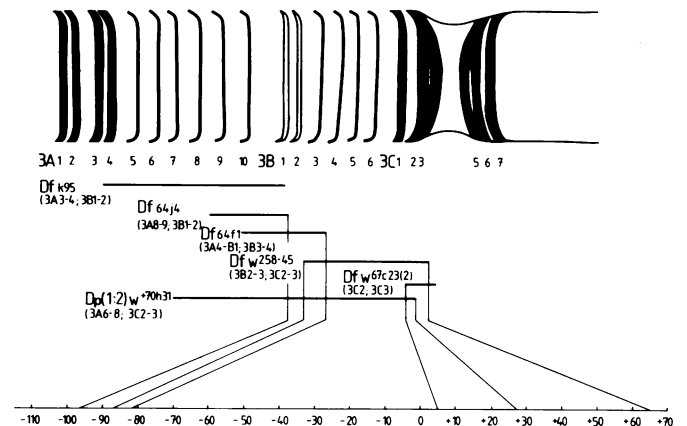 3A 1 2 3 4 5 6 7 8 9 10 3B 1 2 3 4 5 6 3C 1 2 3 5 6 7
Df k95
(3A3-4; 3B1-2)
Df 64j4
(3A8-9; 3B1-2)
Df 64f1
(3A4-B1; 3B3-4)
Df w258-45
(3B2-3; 3C2-3)
Df w67c23(2)
(3C2; 3C3)
Dp(1:2)w+70h31
(3A6-8; 3C2-3)
-110 -100 -90 -80 -70 -60 -50 -40 -30 -20 -10 0 +10 +20 +30 +40 +50 +60 +70